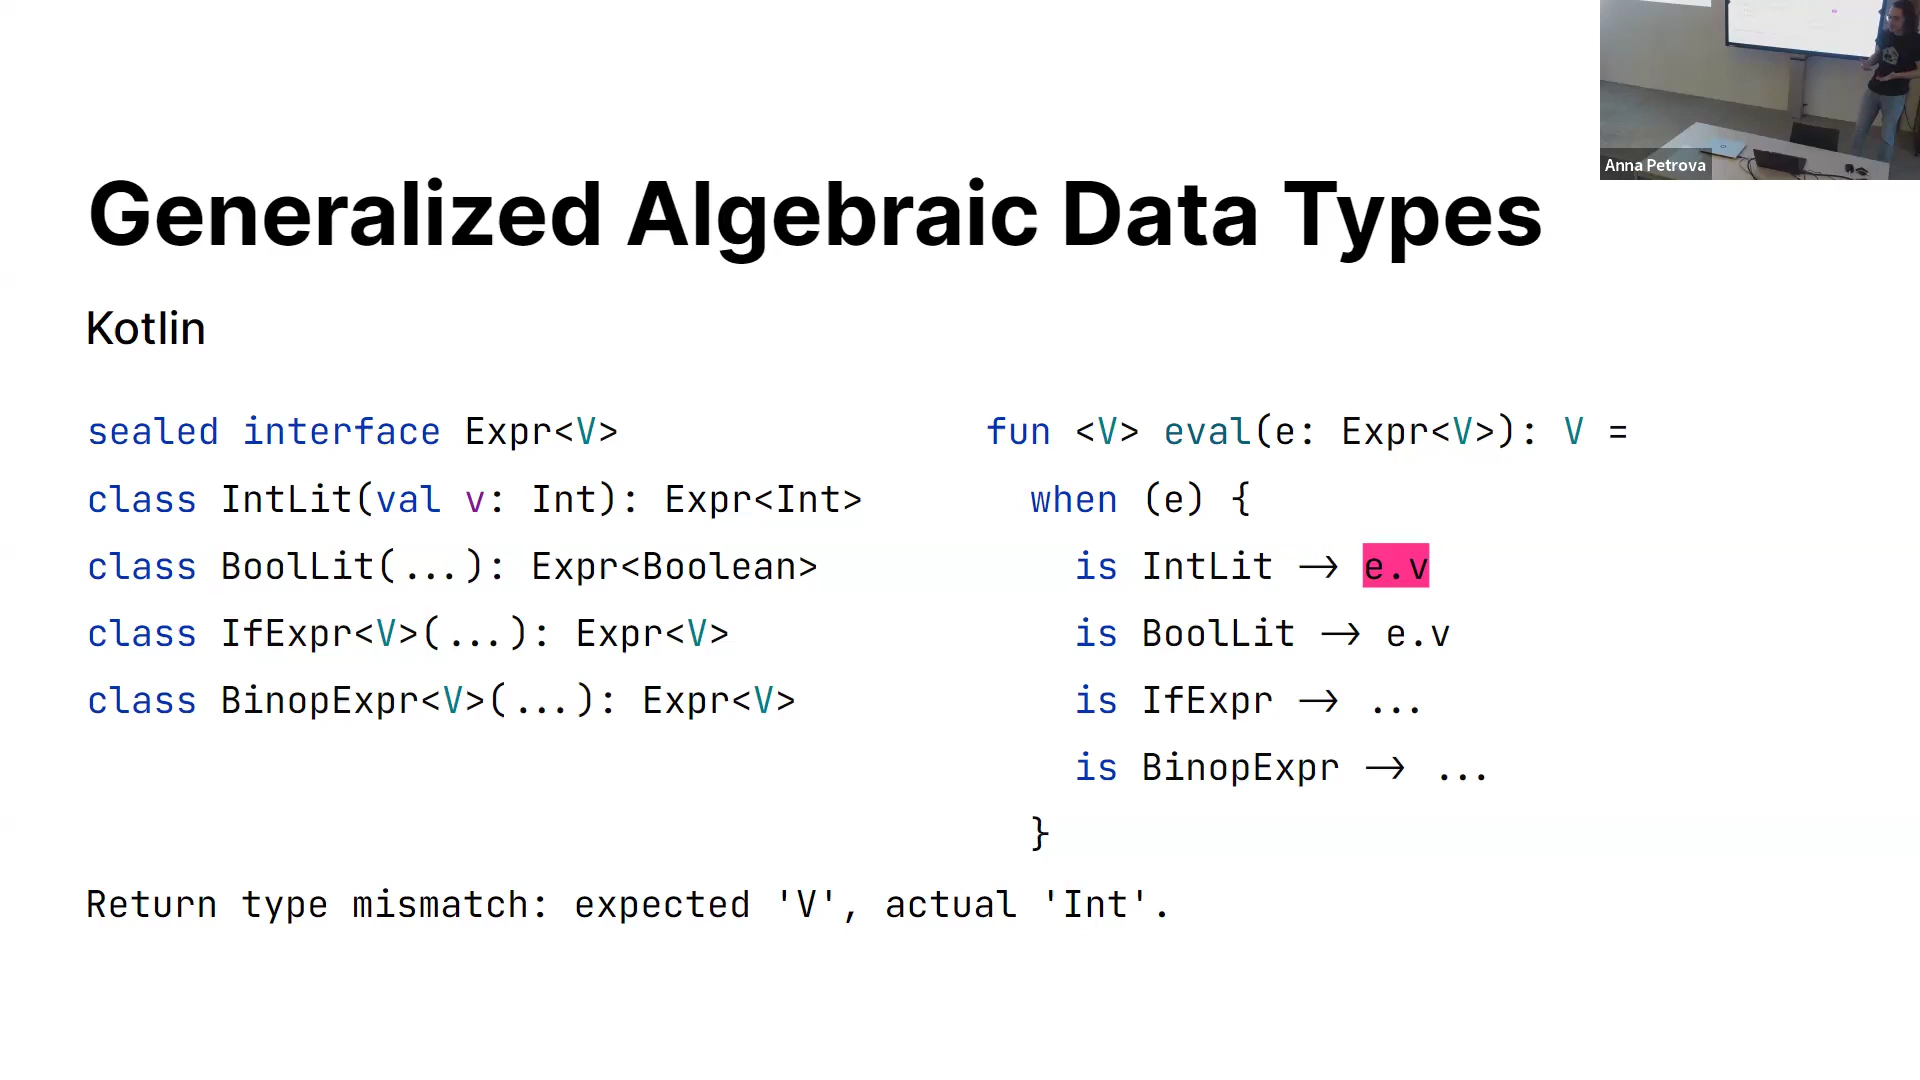 Anna Petrova
Generalized Algebraic Data Types
Kotlin
sealed interface Expr<V>
class IntLit(val v: Int): Expr<Int>
class BoolLit(...): Expr<Boolean>
class IfExpr<V>(...): Expr<V>
class BinopExpr<V>(...): Expr<V>
fun <V> eval(e: Expr<V>): V =
when (e) {
is IntLit -> e.v
is BoolLit -> e.v
is IfExpr -> ...
is BinopExpr -> ...
}
Return type mismatch: expected 'V', actual 'Int'.